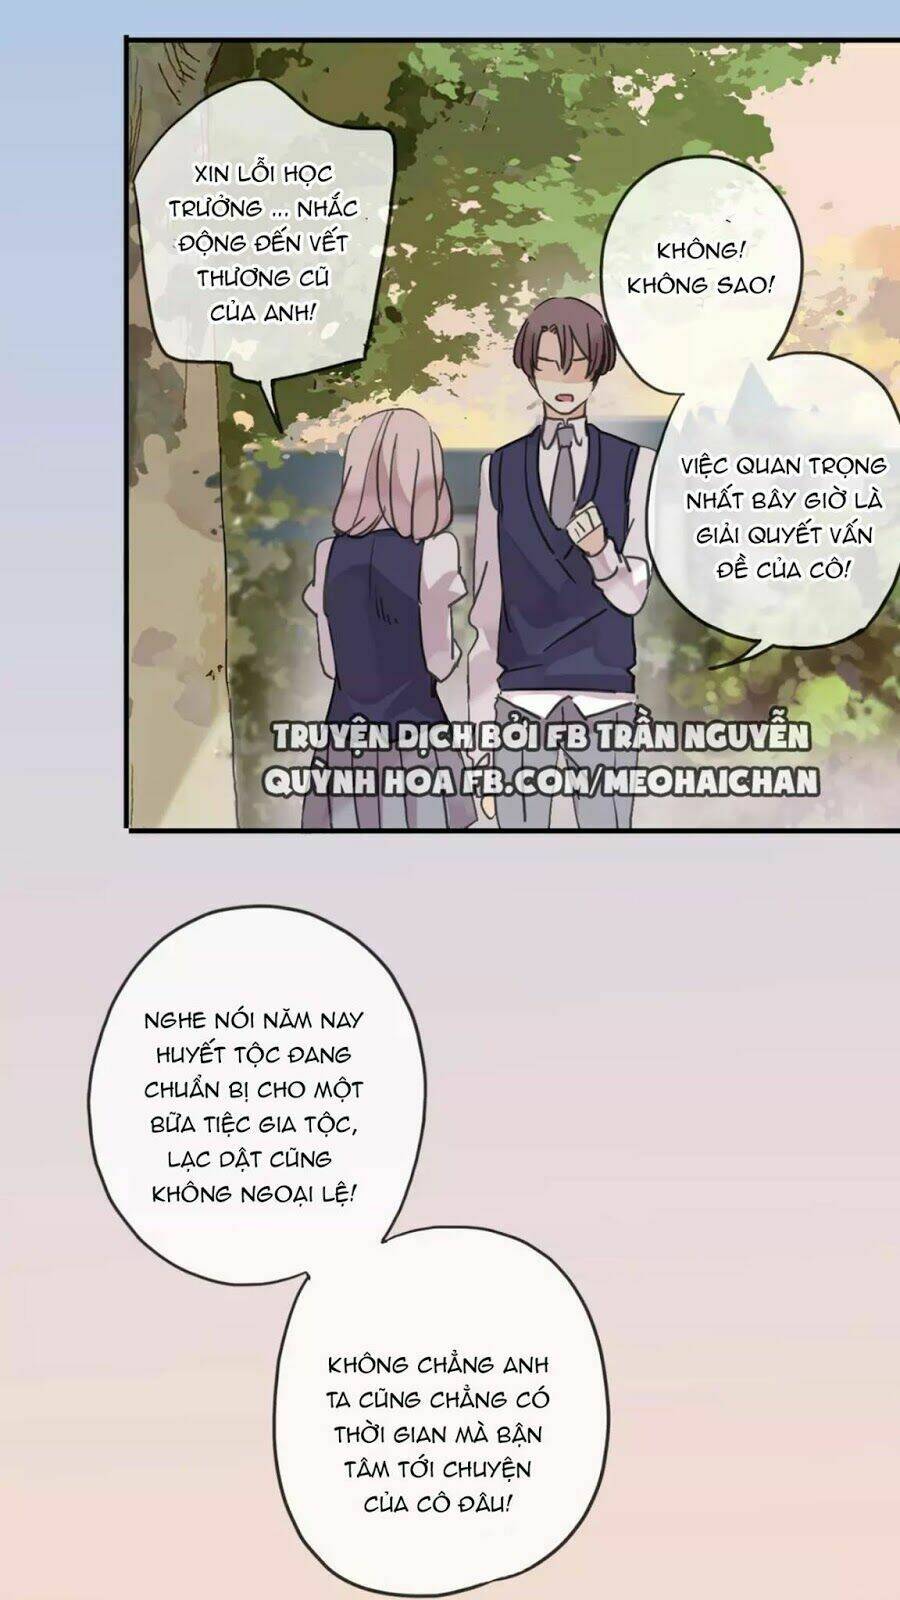 XIN LỖI HỌC
TRƯỞNG ... NHẮC
ĐỘNG ĐẾN VẾT
THƯƠNG CŨ
CỦA ANH!
KHÔNG!
KHÔNG SAO!
VIỆC QUAN TRỌNG
NHẤT BÂY GIỜ LÀ
GIẢI QUYẾT VẤN
ĐỀ CỦA CÔ!
TRUYỆN DỊCH BỞI FB TRẦN NGUYỄN
QUỲNH HOA FB.COM/MEOHAICHAN
NGHE NÓI NĂM NAY
HUYẾT TỘC ĐANG
CHUẨN BỊ CHO MỘT
BỮA TIỆC GIA TỘC,
LẠC DẬT CŨNG
KHÔNG NGOẠI LỆ!
KHÔNG CHẲNG ANH
TA CŨNG CHẲNG CÓ
THỜI GIAN MÀ BẬN
TÂM TỚI CHUYỆN
CỦA CÔ ĐÂU!